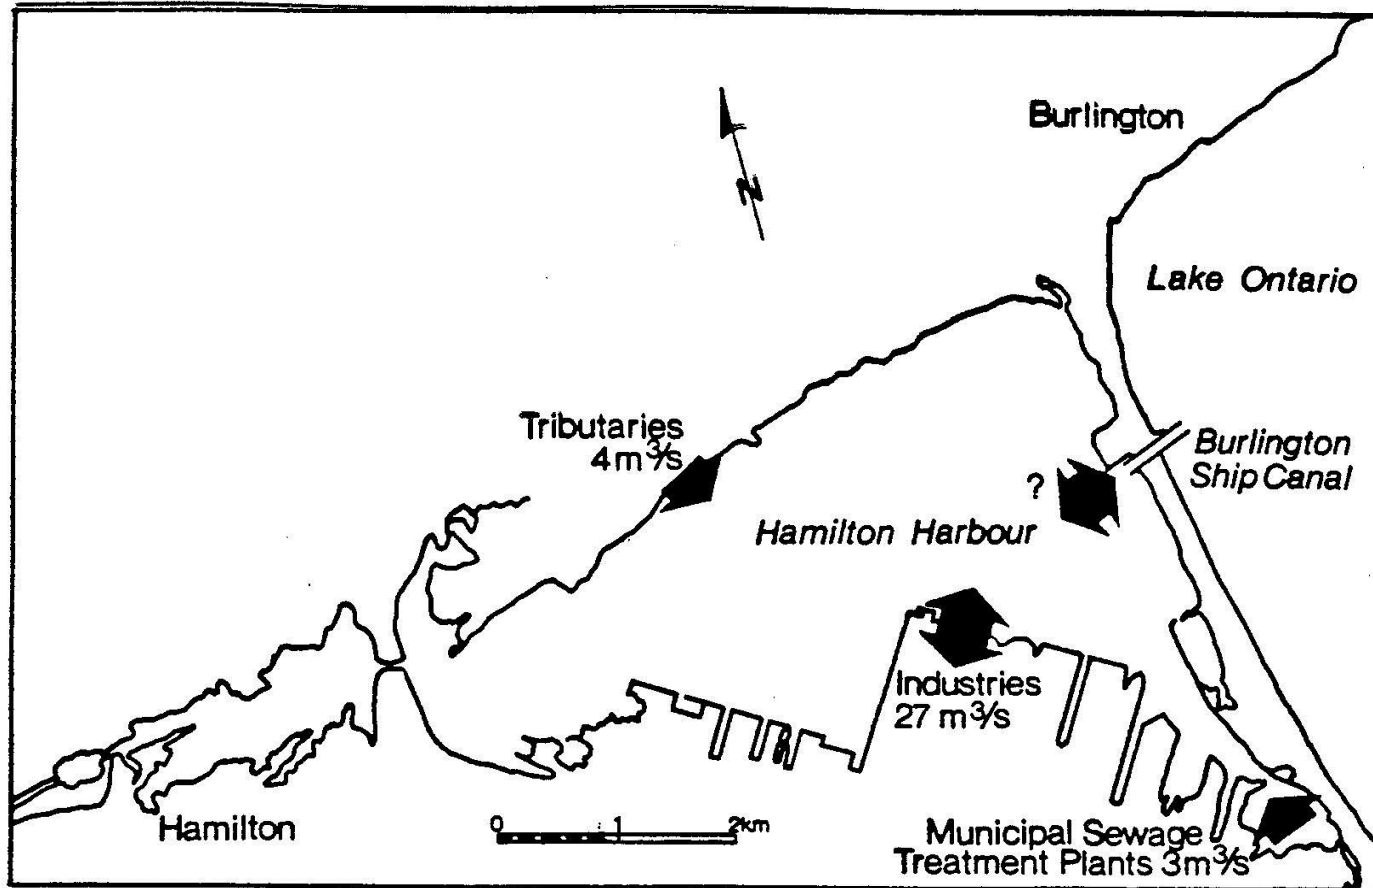 Burlington
N
Lake Ontario
Tributaries
4 m³/s
Burlington
Ship Canal
?
Hamilton Harbour
Industries
27 m³/s
Hamilton
0 1 2km
Municipal Sewage
Treatment Plants 3m³/s